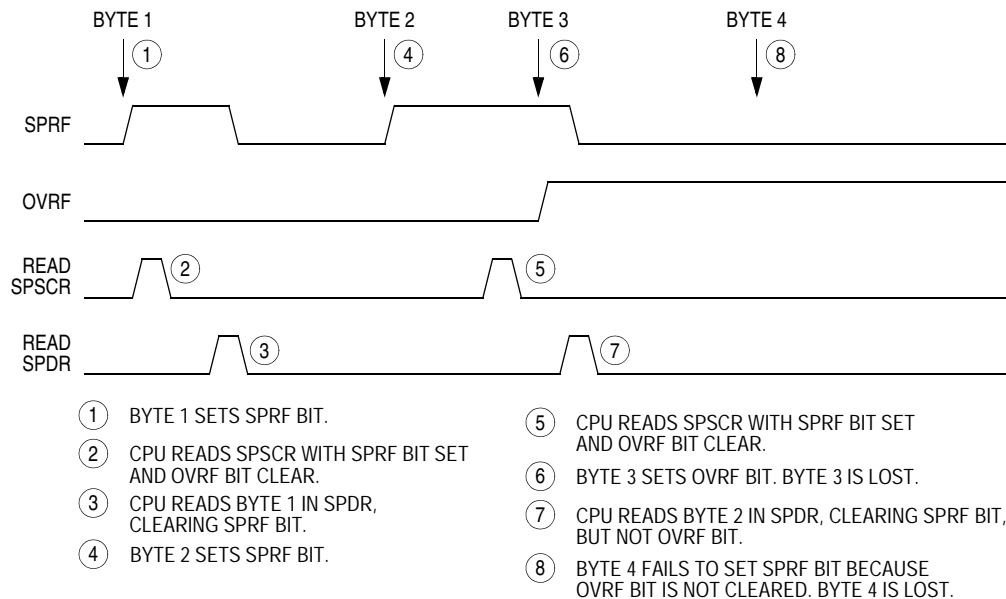 BYTE 1 BYTE 2 BYTE 3 BYTE 4
1 4 6 8
SPRF
OVRF
READ
SPSCR
2 5
READ
SPDR
3 7
1 BYTE 1 SETS SPRF BIT.
2 CPU READS SPSCR WITH SPRF BIT SET
AND OVRF BIT CLEAR.
3 CPU READS BYTE 1 IN SPDR,
CLEARING SPRF BIT.
4 BYTE 2 SETS SPRF BIT.
5 CPU READS SPSCR WITH SPRF BIT SET
AND OVRF BIT CLEAR.
6 BYTE 3 SETS OVRF BIT. BYTE 3 IS LOST.
7 CPU READS BYTE 2 IN SPDR, CLEARING SPRF BIT,
BUT NOT OVRF BIT.
8 BYTE 4 FAILS TO SET SPRF BIT BECAUSE
OVRF BIT IS NOT CLEARED. BYTE 4 IS LOST.